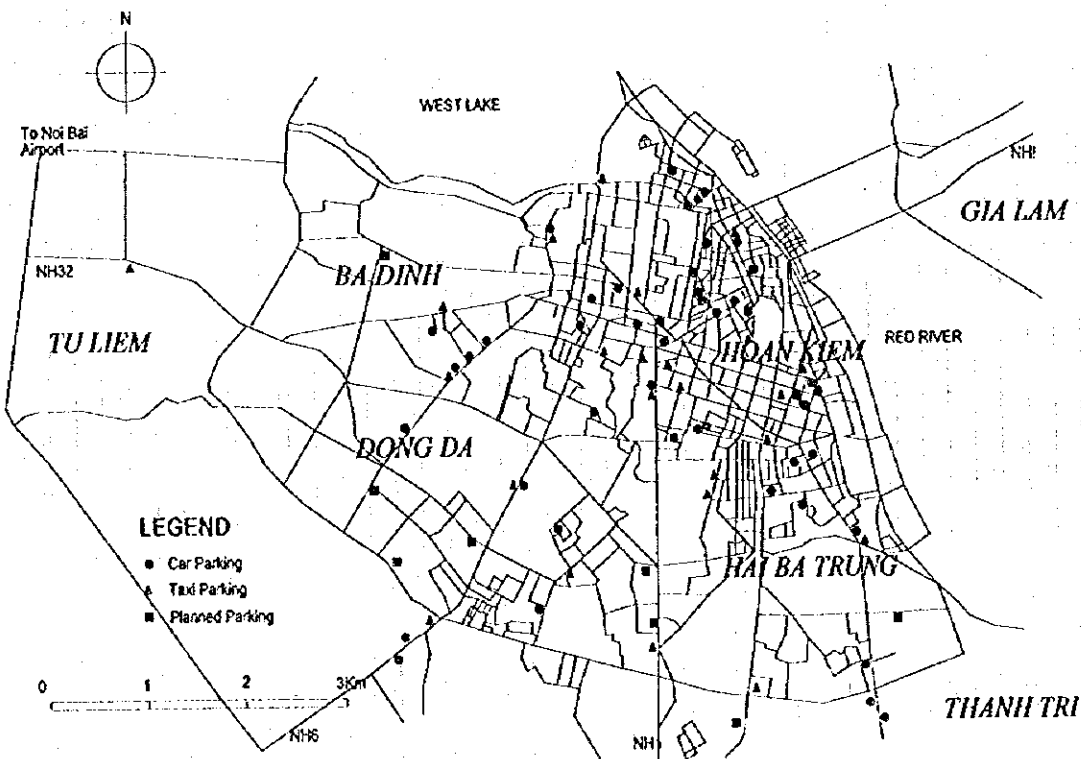 N
WEST LAKE
To Noi Bai
Airport
NH1
GIA LAM
NH32
BA DINH
TU LIEM
RED RIVER
HOAN KIEM
DONG DA
LEGEND
Car Parking
Taxi Parking
Planned Parking
HAI BA TRUNG
0 1 2 3Km
THANH TRI
NH6
NH1